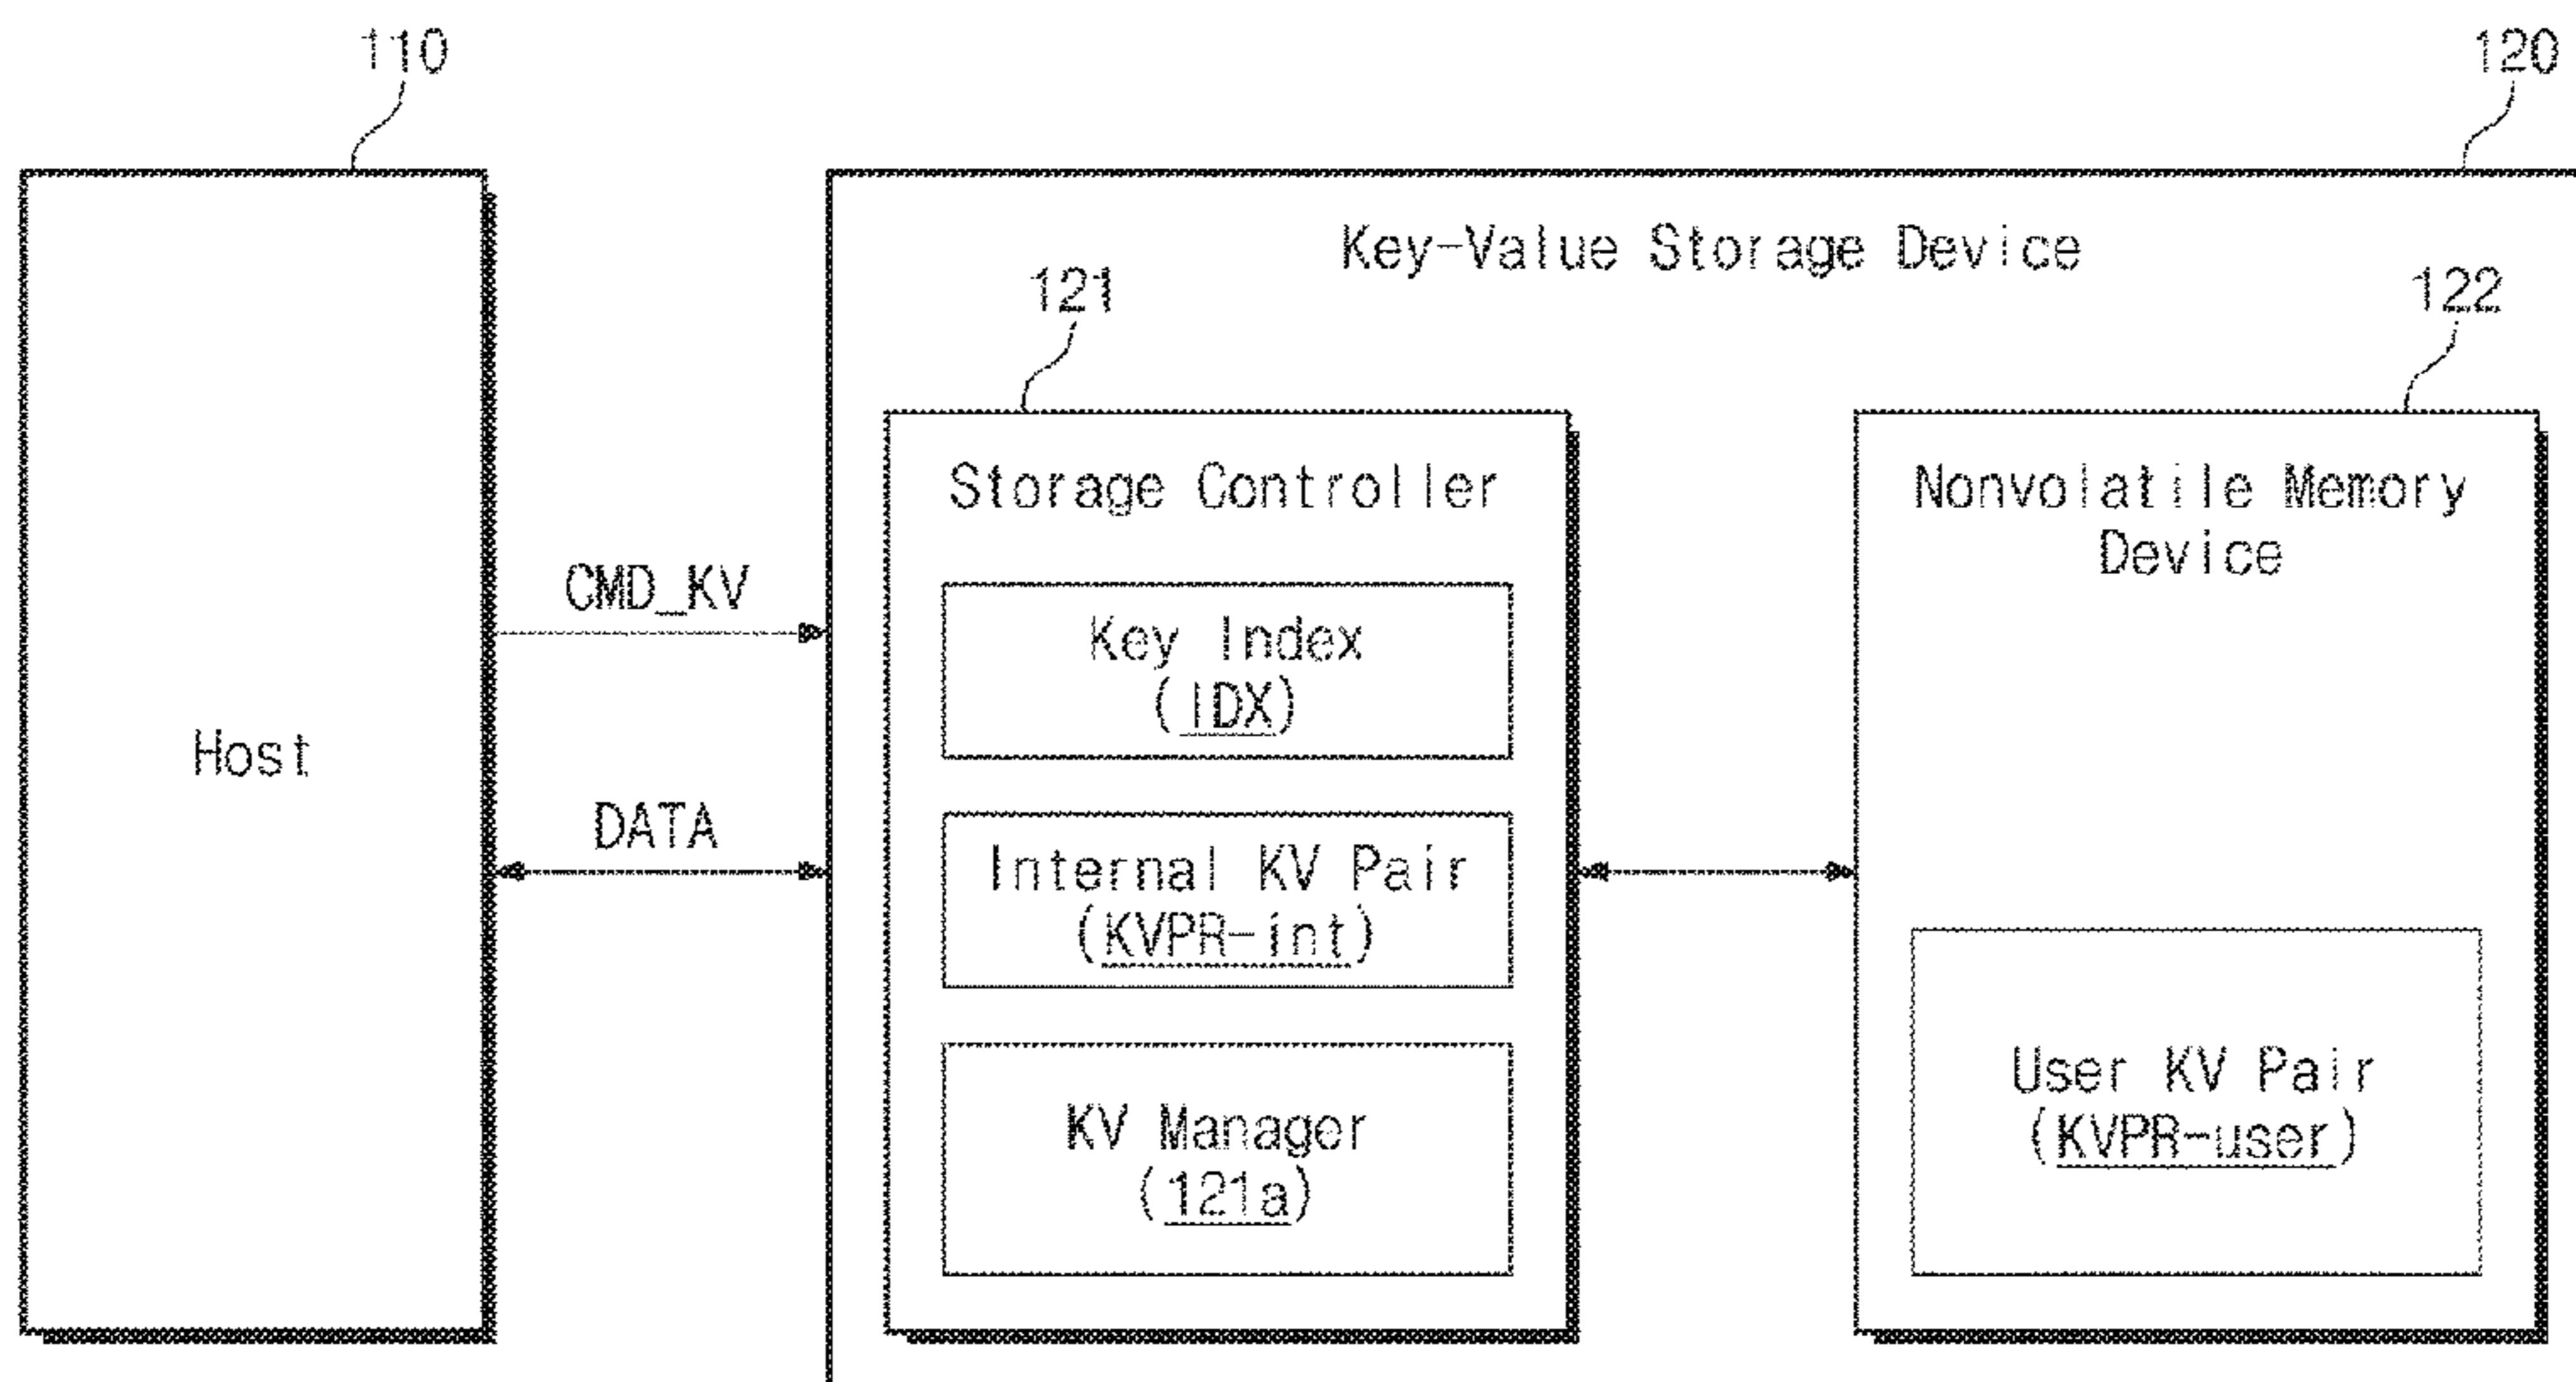 110
120
Key-Value Storage Device
121
122
Storage Controller
Nonvolatile Memory
Device
CMD_KV
Key Index
(IDX)
Host
DATA
Internal KV Pair
(KVPR-int)
User KV Pair
(KVPR-user)
KV Manager
(121a)